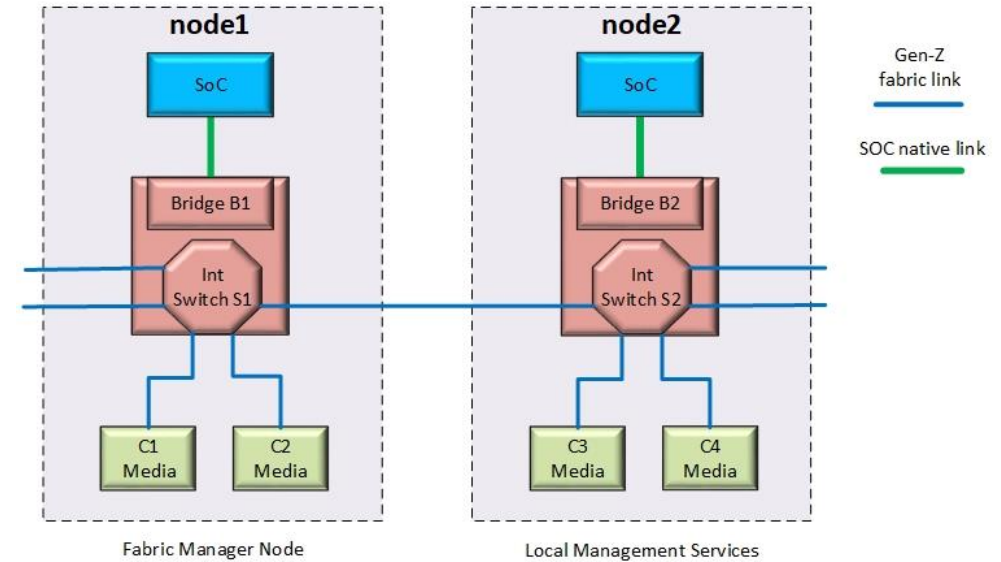 node1
node2
SoC
SoC
Gen-Z
fabric link
SOC native link
Bridge B1
Bridge B2
Int
Switch S1
Int
Switch S2
C1
Media
C2
Media
C3
Media
C4
Media
Fabric Manager Node
Local Management Services